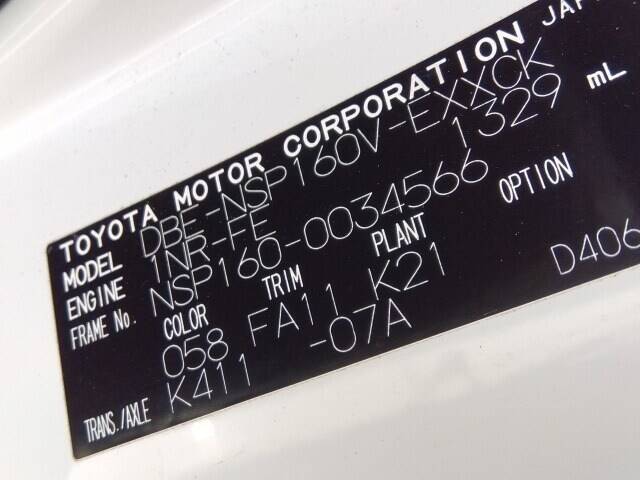 TOYOTA MOTOR CORPORATION JAPA
MODEL DBE-NSP160V-EXXCK
ENGINE 1NR-FE 1329 mL
FRAME No. NSP160-0034566
COLOR TRIM PLANT OPTION
058 FA11 K21 D406
TRANS./AXLE K411 -07A